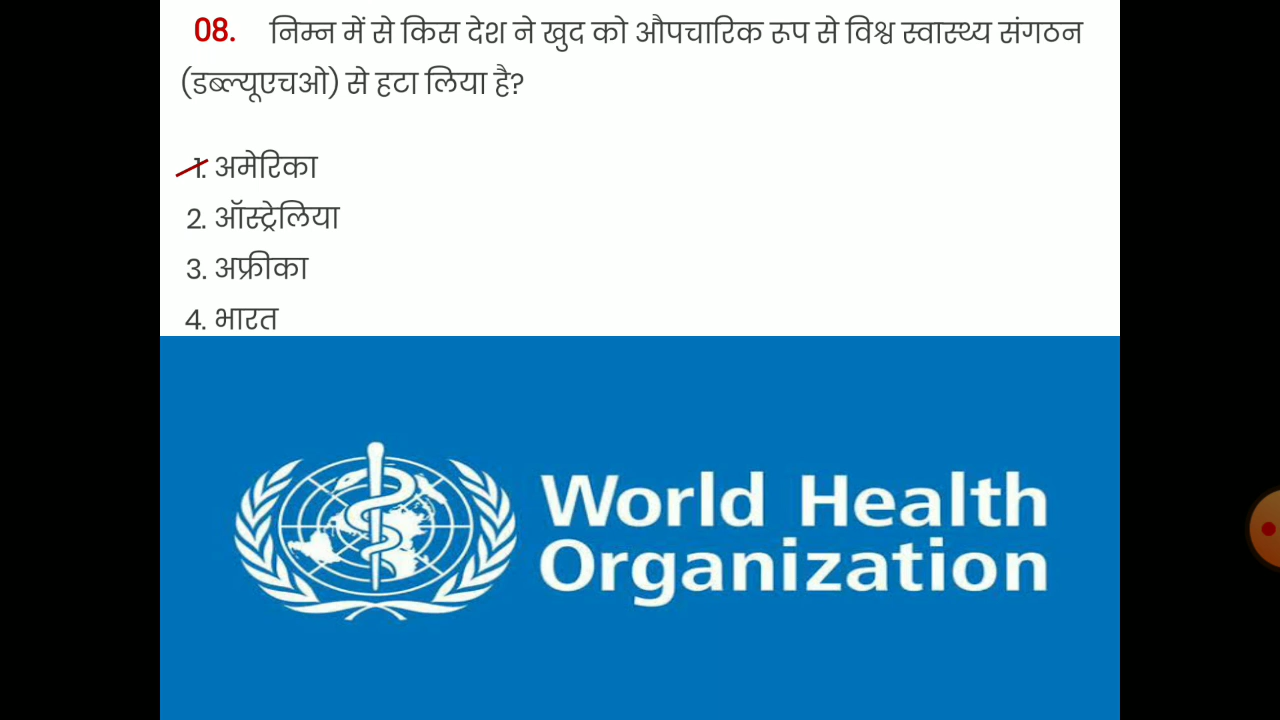 08. निम्न में से किस देश ने खुद को औपचारिक रूप से विश्व स्वास्थ्य संगठन
(डब्ल्यूएचओ) से हटा लिया है?
1. अमेरिका
2. ऑस्ट्रेलिया
3. अफ्रीका
4. भारत
World Health
Organization